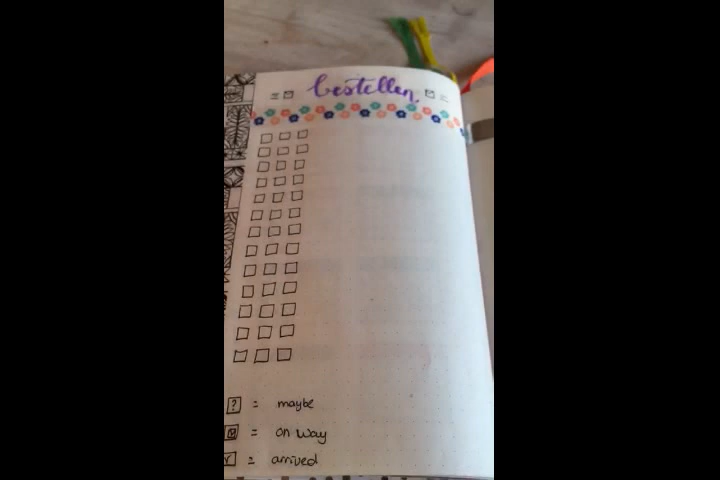 bestellen
? = maybe
= on way
= arrived